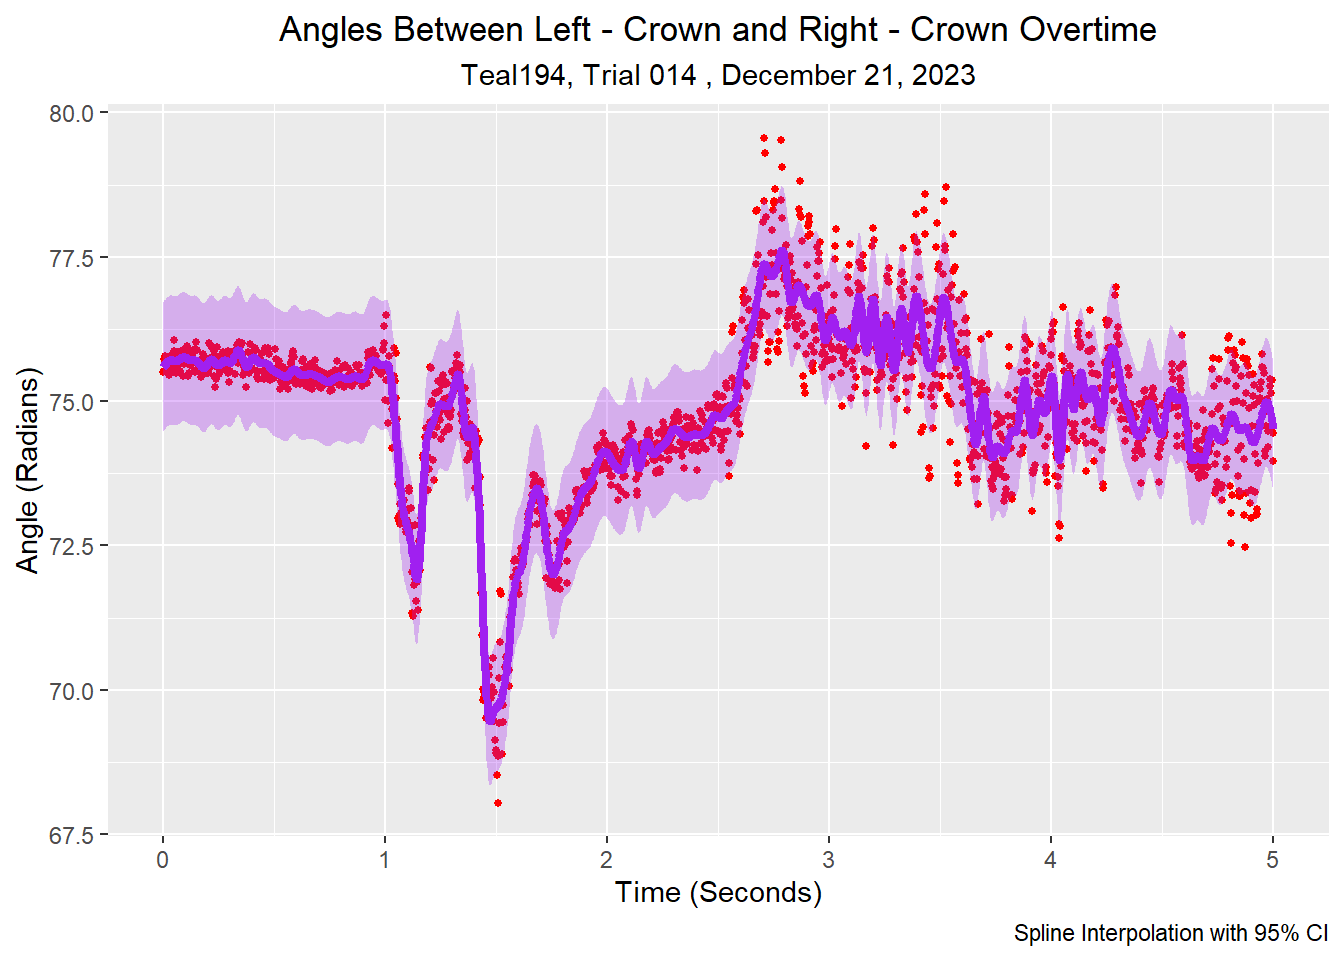 Angles Between Left - Crown and Right - Crown Overtime
Teal194, Trial 014 , December 21, 2023
80.0
77.5
75.0
72.5
70.0
67.5
Angle (Radians)
0 1 2 3 4 5
Time (Seconds)
Spline Interpolation with 95% CI